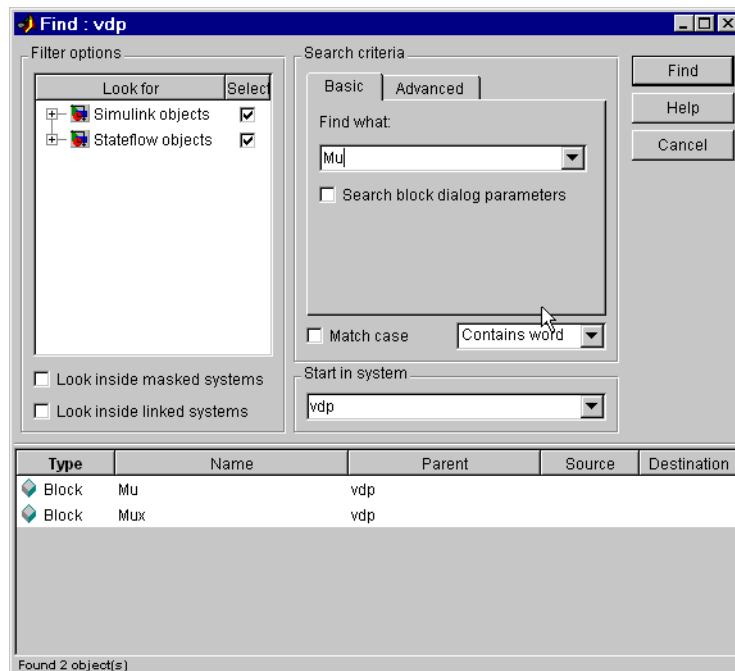 Find : vdp
Filter options
Look for Select
Simulink objects
Stateflow objects
Look inside masked systems
Look inside linked systems
Search criteria
Basic Advanced
Find what:
Mu
Search block dialog parameters
Match case Contains word
Start in system
vdp
Find
Help
Cancel
Type Name Parent Source Destination
Block Mu vdp
Block Mux vdp
Found 2 object(s)